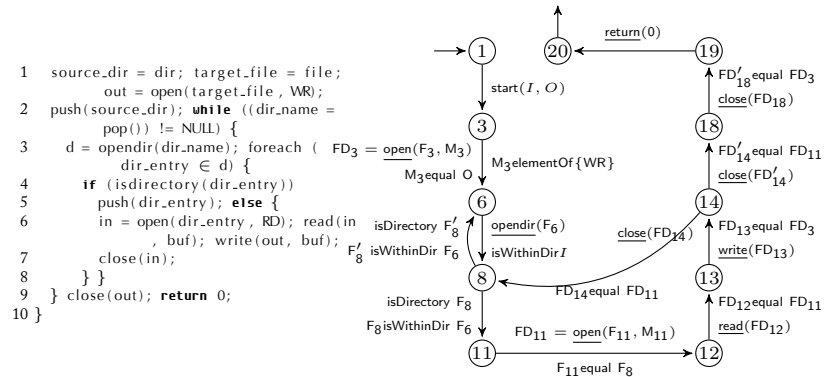 1 source_dir = dir; target_file = file;
out = open(target_file, WR);
2 push(source_dir); while ((dir_name =
pop()) != NULL) {
3 d = opendir(dir_name); foreach (
dir_entry ∈ d) {
4 if (isdirectory(dir_entry))
5 push(dir_entry); else {
6 in = open(dir_entry, RD); read(in
, buf); write(out, buf);
7 close(in);
8 } }
9 } close(out); return 0;
10 }
1
start(I, O)
3
FD₃ = open(F₃, M₃)
M₃elementOf{WR}
M₃equal O
6
isDirectory F′₈
opendir(F₆)
F′₈ isWithinDir F₆
isWithinDirI
8
isDirectory F₈
F₈isWithinDir F₆
11
FD₁₁ = open(F₁₁, M₁₁)
F₁₁equal F₈
12
FD₁₂equal FD₁₁
read(FD₁₂)
13
FD₁₃equal FD₃
write(FD₁₃)
14
close(FD₁₄)
FD₁₄equal FD₁₁
FD′₁₄equal FD₁₁
close(FD′₁₄)
18
FD′₁₈equal FD₃
close(FD₁₈)
19
return(0)
20